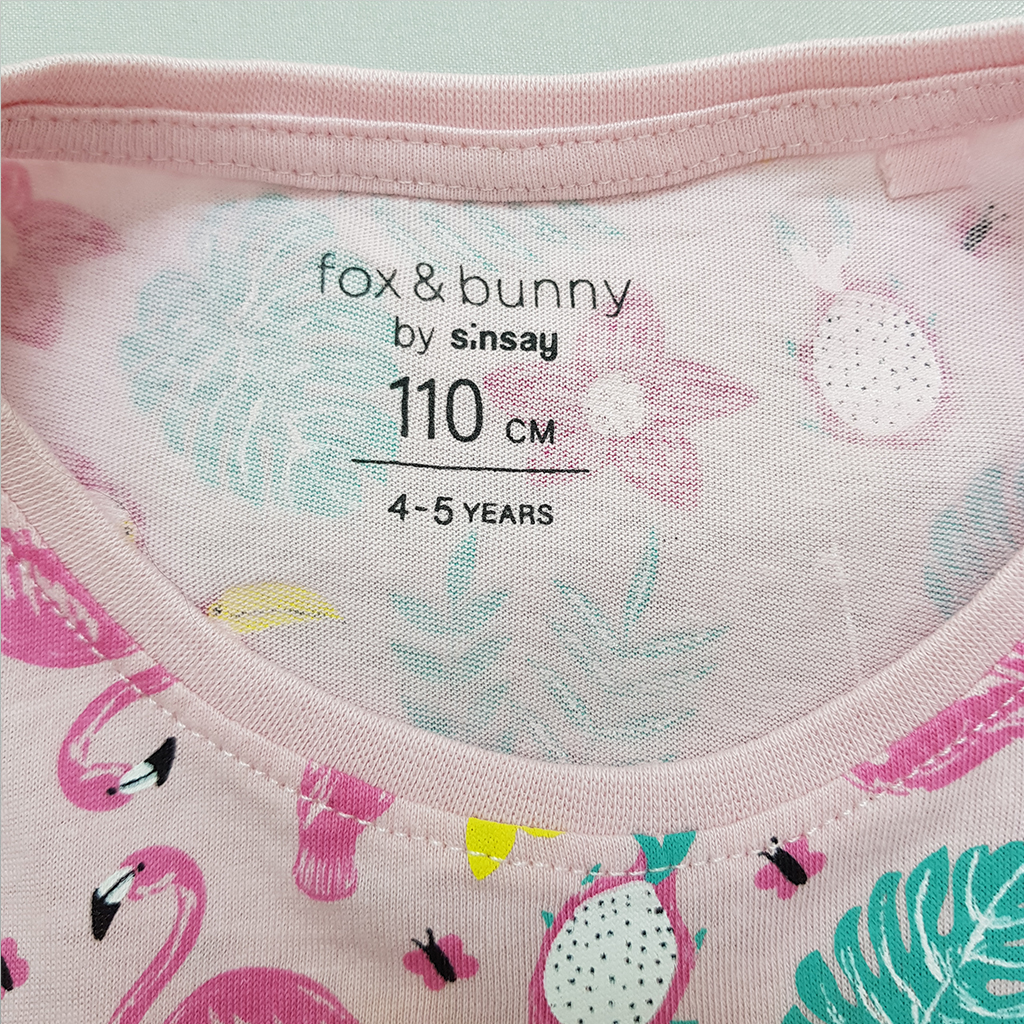 fox & bunny
by sinsay
110 CM
4-5 YEARS